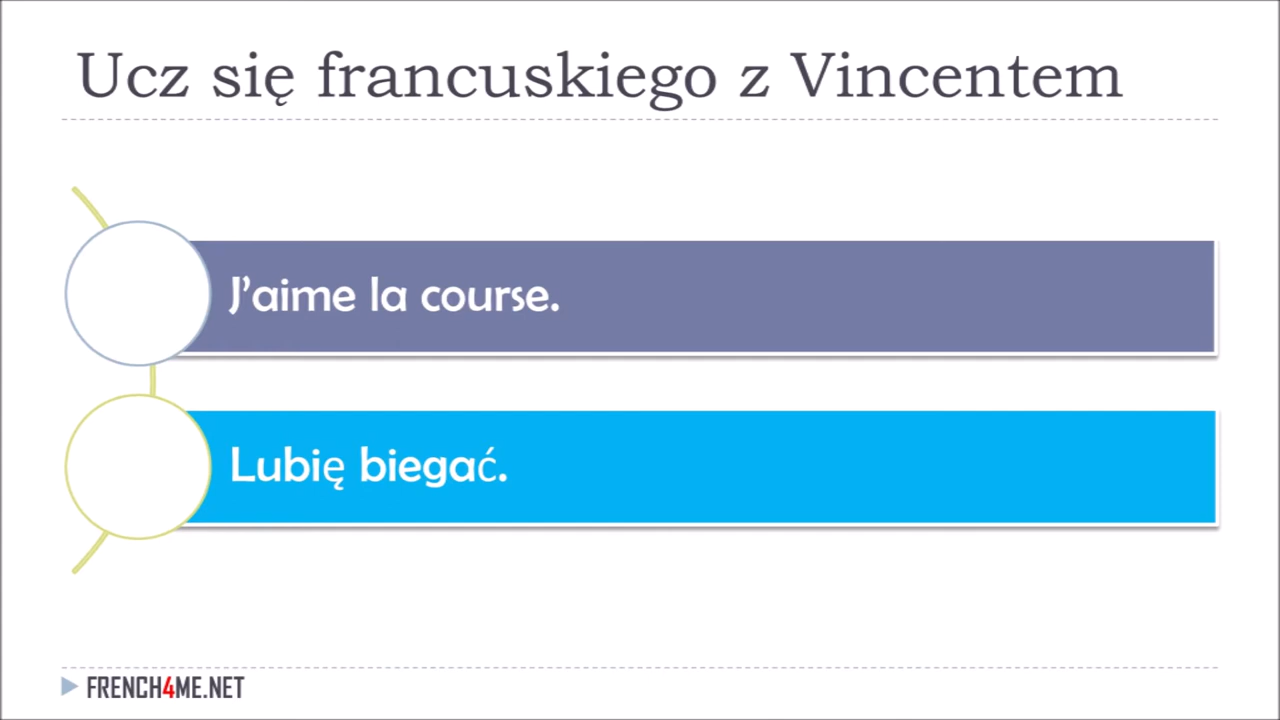 Ucz się francuskiego z Vincentem
J’aime la course.
Lubię biegać.
FRENCH4ME.NET